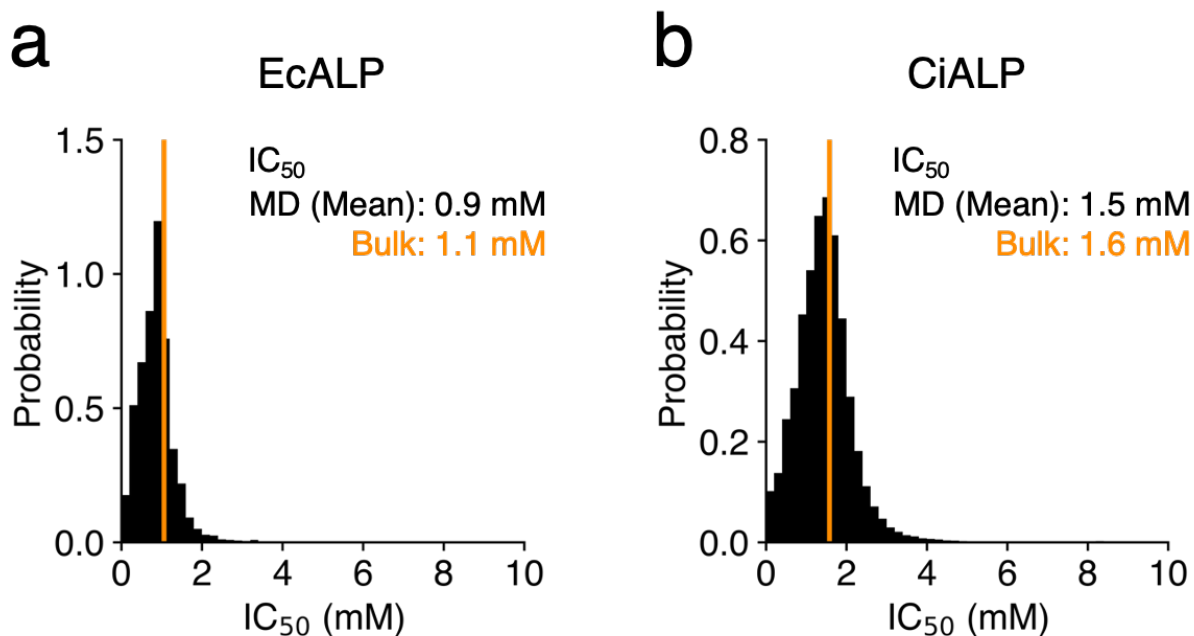 a
EcALP
IC50
MD (Mean): 0.9 mM
Bulk: 1.1 mM
Probability
1.5
1.0
0.5
0.0
0 2 4 6 8 10
IC50 (mM)
b
CiALP
IC50
MD (Mean): 1.5 mM
Bulk: 1.6 mM
Probability
0.8
0.6
0.4
0.2
0.0
0 2 4 6 8 10
IC50 (mM)